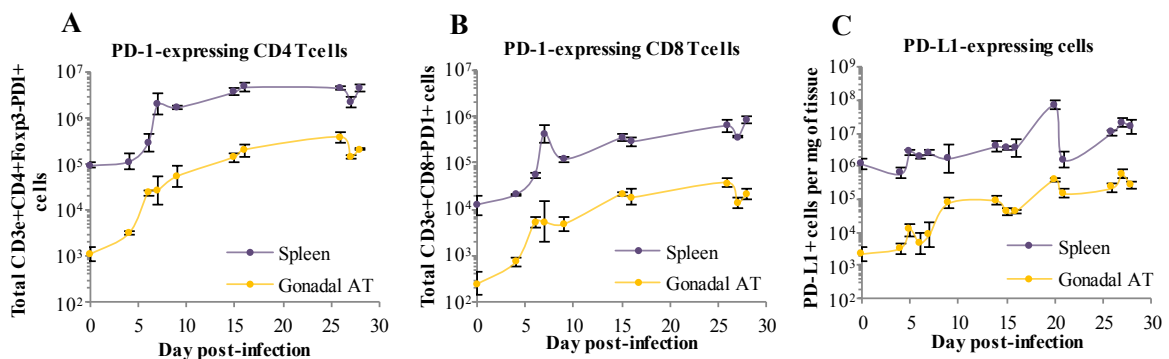 A
PD-1-expressing CD4 Tcells
Total CD3e+CD4+Foxp3-PD1+
cells
10⁷
10⁶
10⁵
10⁴
10³
10²
0 5 10 15 20 25 30
Day post-infection
Spleen
Gonadal AT
B
PD-1-expressing CD8 Tcells
Total CD3e+CD8+PD1+ cells
10⁷
10⁶
10⁵
10⁴
10³
10²
0 5 10 15 20 25 30
Day post-infection
Spleen
Gonadal AT
C
PD-L1-expressing cells
PD-L1+ cells per mg of tissue
10⁹
10⁸
10⁷
10⁶
10⁵
10⁴
10³
10²
0 5 10 15 20 25 30
Day post-infection
Spleen
Gonadal AT